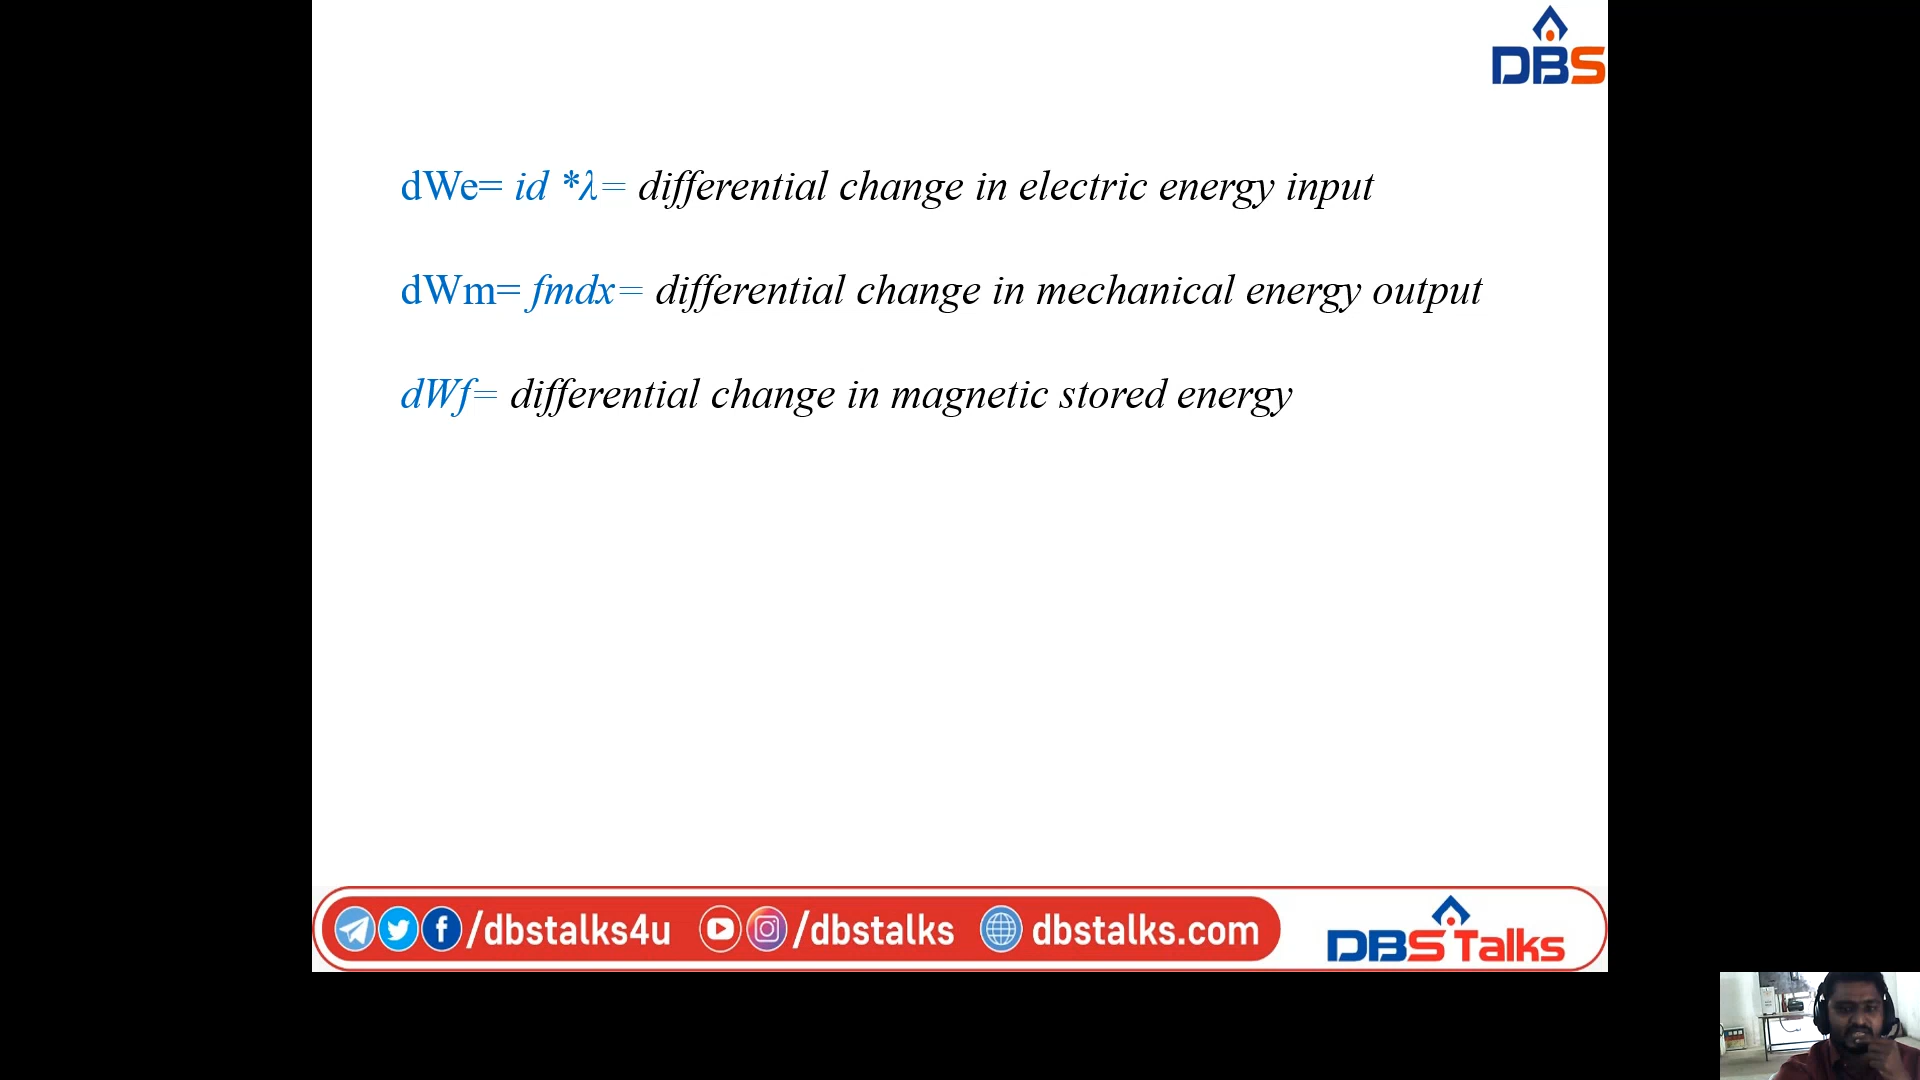 DBS
dWe= id *λ= differential change in electric energy input
dWm= fmdx= differential change in mechanical energy output
dWf= differential change in magnetic stored energy
/dbstalks4u /dbstalks dbstalks.com DBS Talks